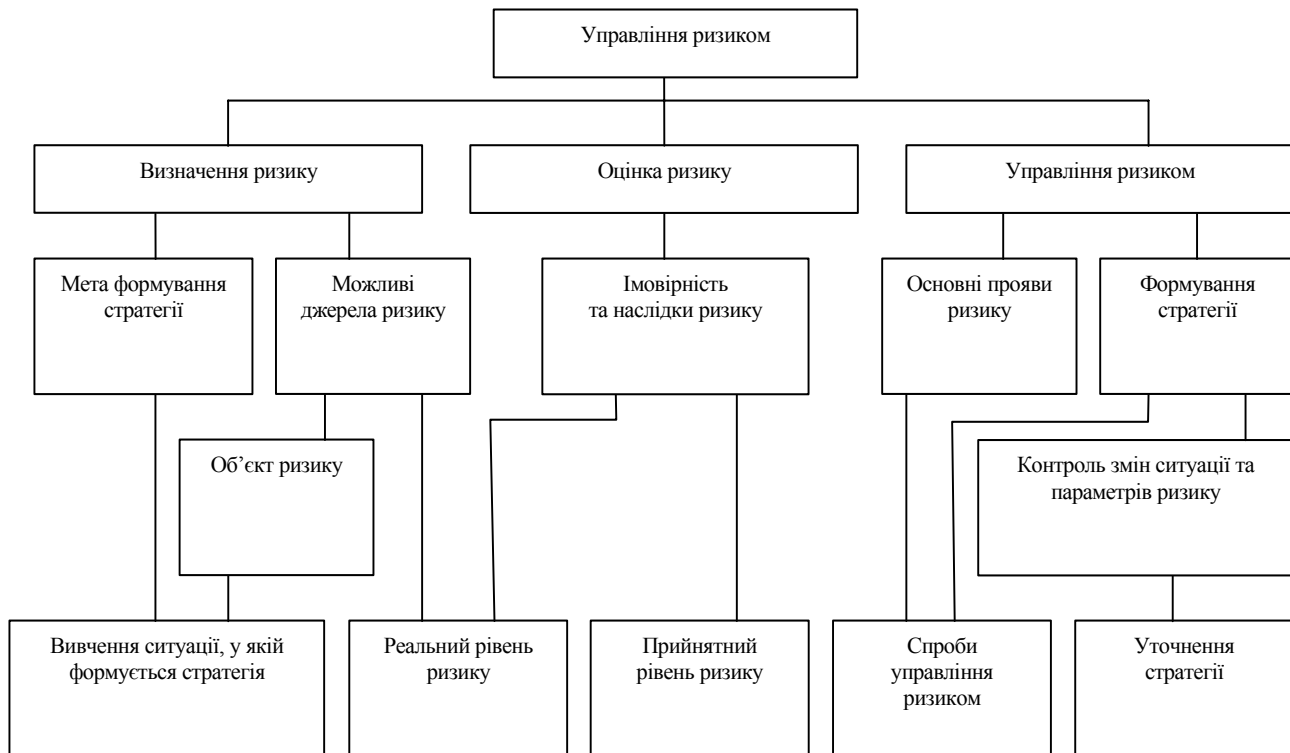 Управління ризиком
Визначення ризику
Оцінка ризику
Управління ризиком
Мета формування
стратегії
Можливі
джерела ризику
Імовірність
та наслідки ризику
Основні прояви
ризику
Формування
стратегії
Об’єкт ризику
Контроль змін ситуації та
параметрів ризику
Вивчення ситуації, у якій
формується стратегія
Реальний рівень
ризику
Прийнятний
рівень ризику
Спроби
управління
ризиком
Уточнення
стратегії